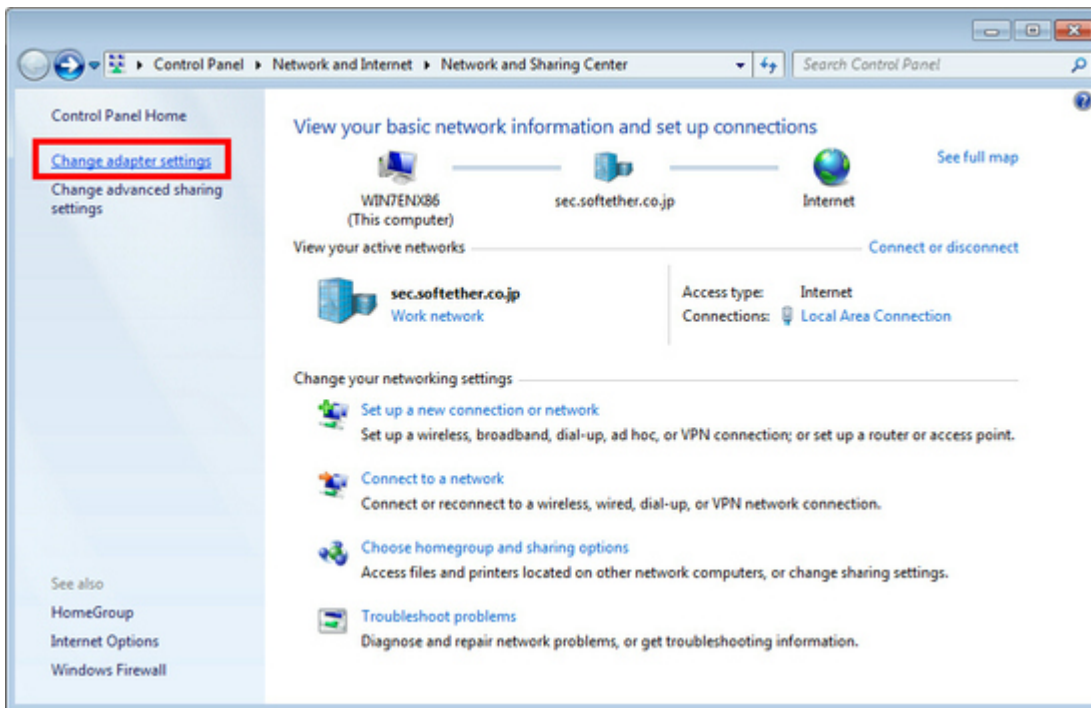 Control Panel ▸ Network and Internet ▸ Network and Sharing Center
Search Control Panel
Control Panel Home
Change adapter settings
Change advanced sharing
settings
See also
HomeGroup
Internet Options
Windows Firewall
View your basic network information and set up connections
See full map
WIN7ENX86
(This computer)
sec.softether.co.jp
Internet
View your active networks
Connect or disconnect
sec.softether.co.jp
Work network
Access type: Internet
Connections: Local Area Connection
Change your networking settings
Set up a new connection or network
Set up a wireless, broadband, dial-up, ad hoc, or VPN connection; or set up a router or access point.
Connect to a network
Connect or reconnect to a wireless, wired, dial-up, or VPN network connection.
Choose homegroup and sharing options
Access files and printers located on other network computers, or change sharing settings.
Troubleshoot problems
Diagnose and repair network problems, or get troubleshooting information.